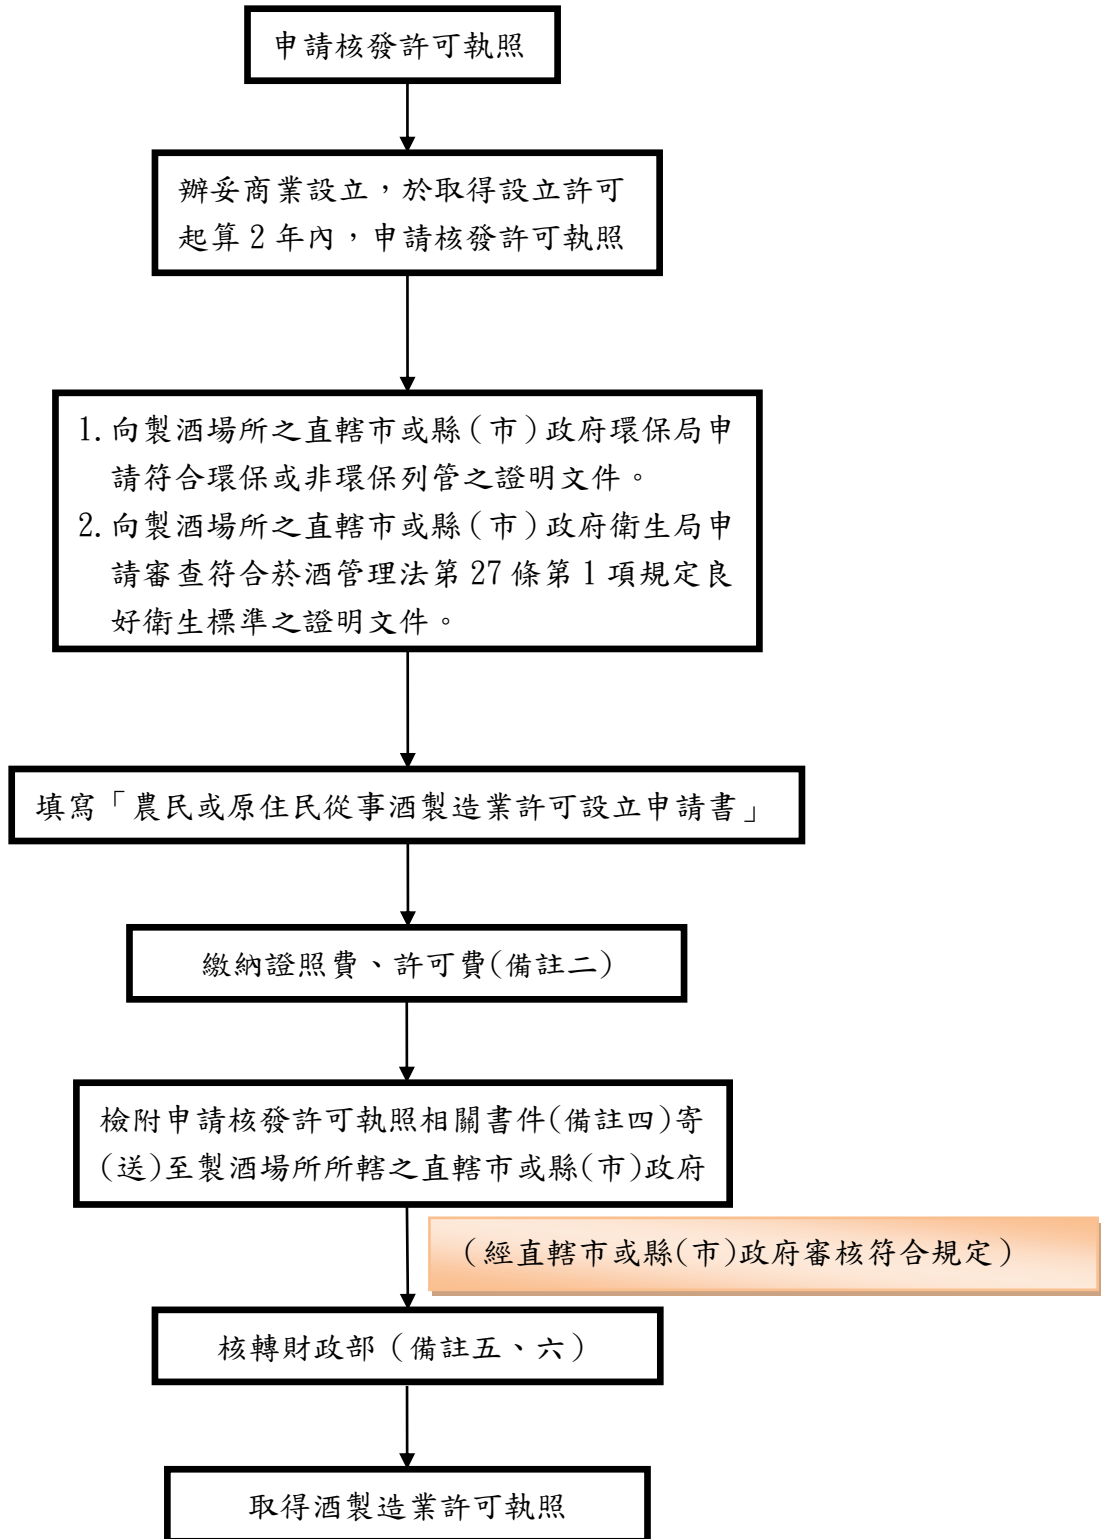 申請核發許可執照
辦妥商業設立，於取得設立許可
起算 2 年內，申請核發許可執照
1. 向製酒場所之直轄市或縣（市）政府環保局申
請符合環保或非環保列管之證明文件。
2. 向製酒場所之直轄市或縣（市）政府衛生局申
請審查符合菸酒管理法第 27 條第 1 項規定良
好衛生標準之證明文件。
填寫「農民或原住民從事酒製造業許可設立申請書」
繳納證照費、許可費(備註二)
檢附申請核發許可執照相關書件(備註四)寄
(送)至製酒場所所轄之直轄市或縣(市)政府
（經直轄市或縣(市)政府審核符合規定）
核轉財政部（備註五、六）
取得酒製造業許可執照